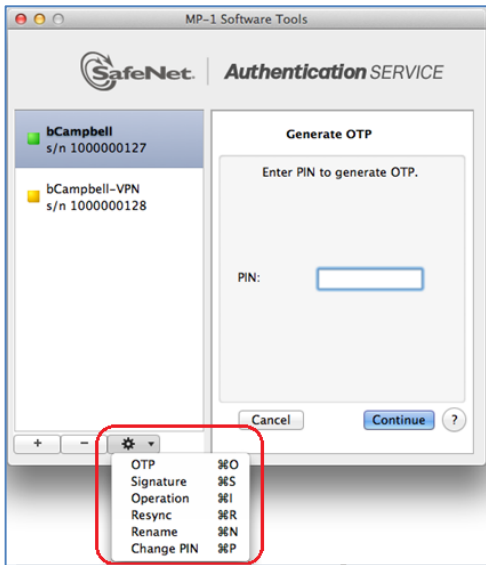 MP-1 Software Tools
SafeNet. Authentication SERVICE
bCampbell
s/n 1000000127
bCampbell-VPN
s/n 1000000128
Generate OTP
Enter PIN to generate OTP.
PIN:
Cancel Continue ?
+ −
OTP ⌘O
Signature ⌘S
Operation ⌘I
Resync ⌘R
Rename ⌘N
Change PIN ⌘P